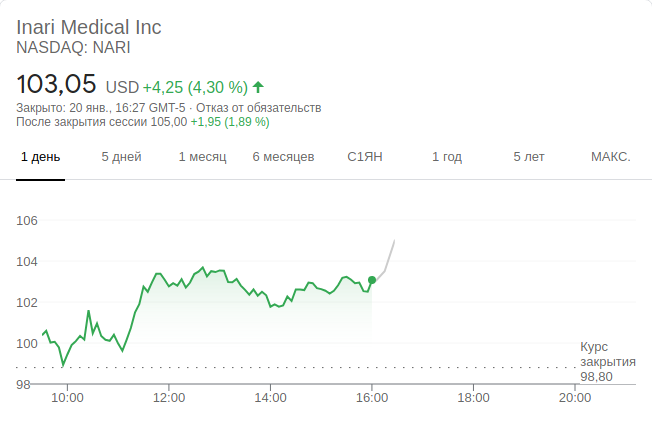 Inari Medical Inc
NASDAQ: NARI
103,05 USD +4,25 (4,30 %)
Закрыто: 20 янв., 16:27 GMT-5 · Отказ от обязательств
После закрытия сессии 105,00 +1,95 (1,89 %)
1 день 5 дней 1 месяц 6 месяцев С1ЯН 1 год 5 лет МАКС.
106
104
102
100
Курс
закрытия
98,80
98
10:00 12:00 14:00 16:00 18:00 20:00